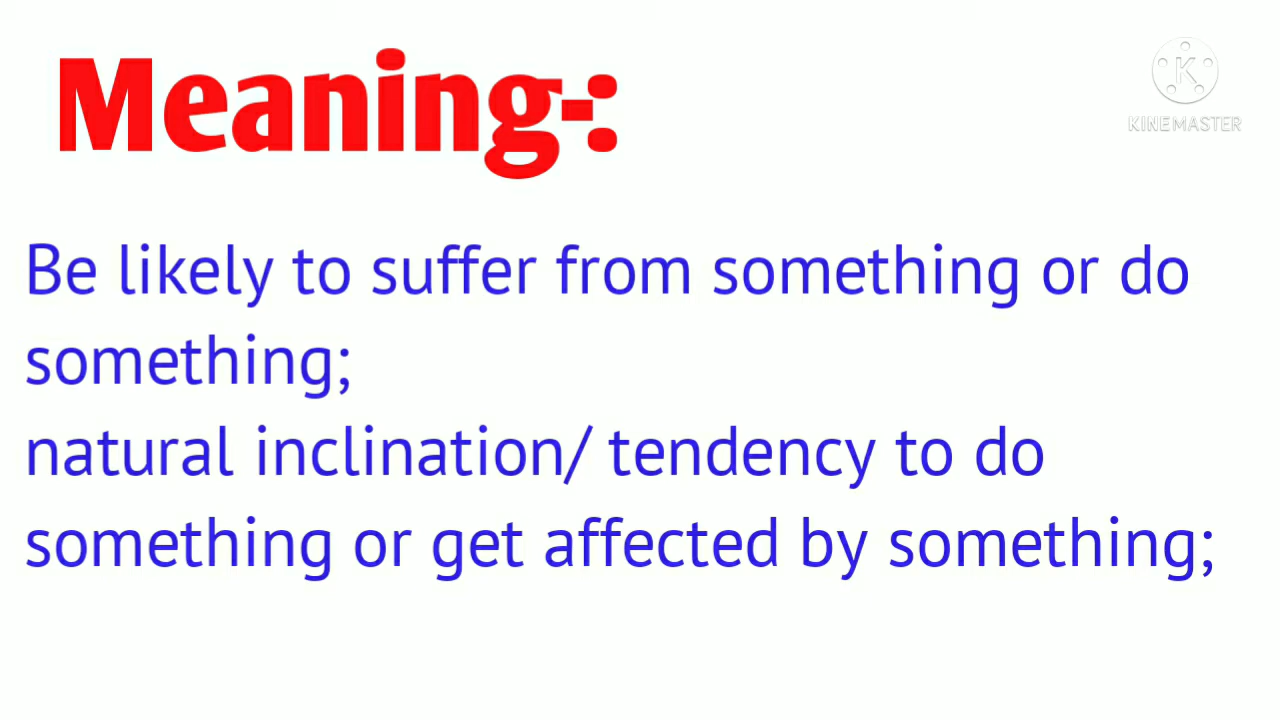 Meaning-:
K
KINEMASTER
Be likely to suffer from something or do
something;
natural inclination/ tendency to do
something or get affected by something;